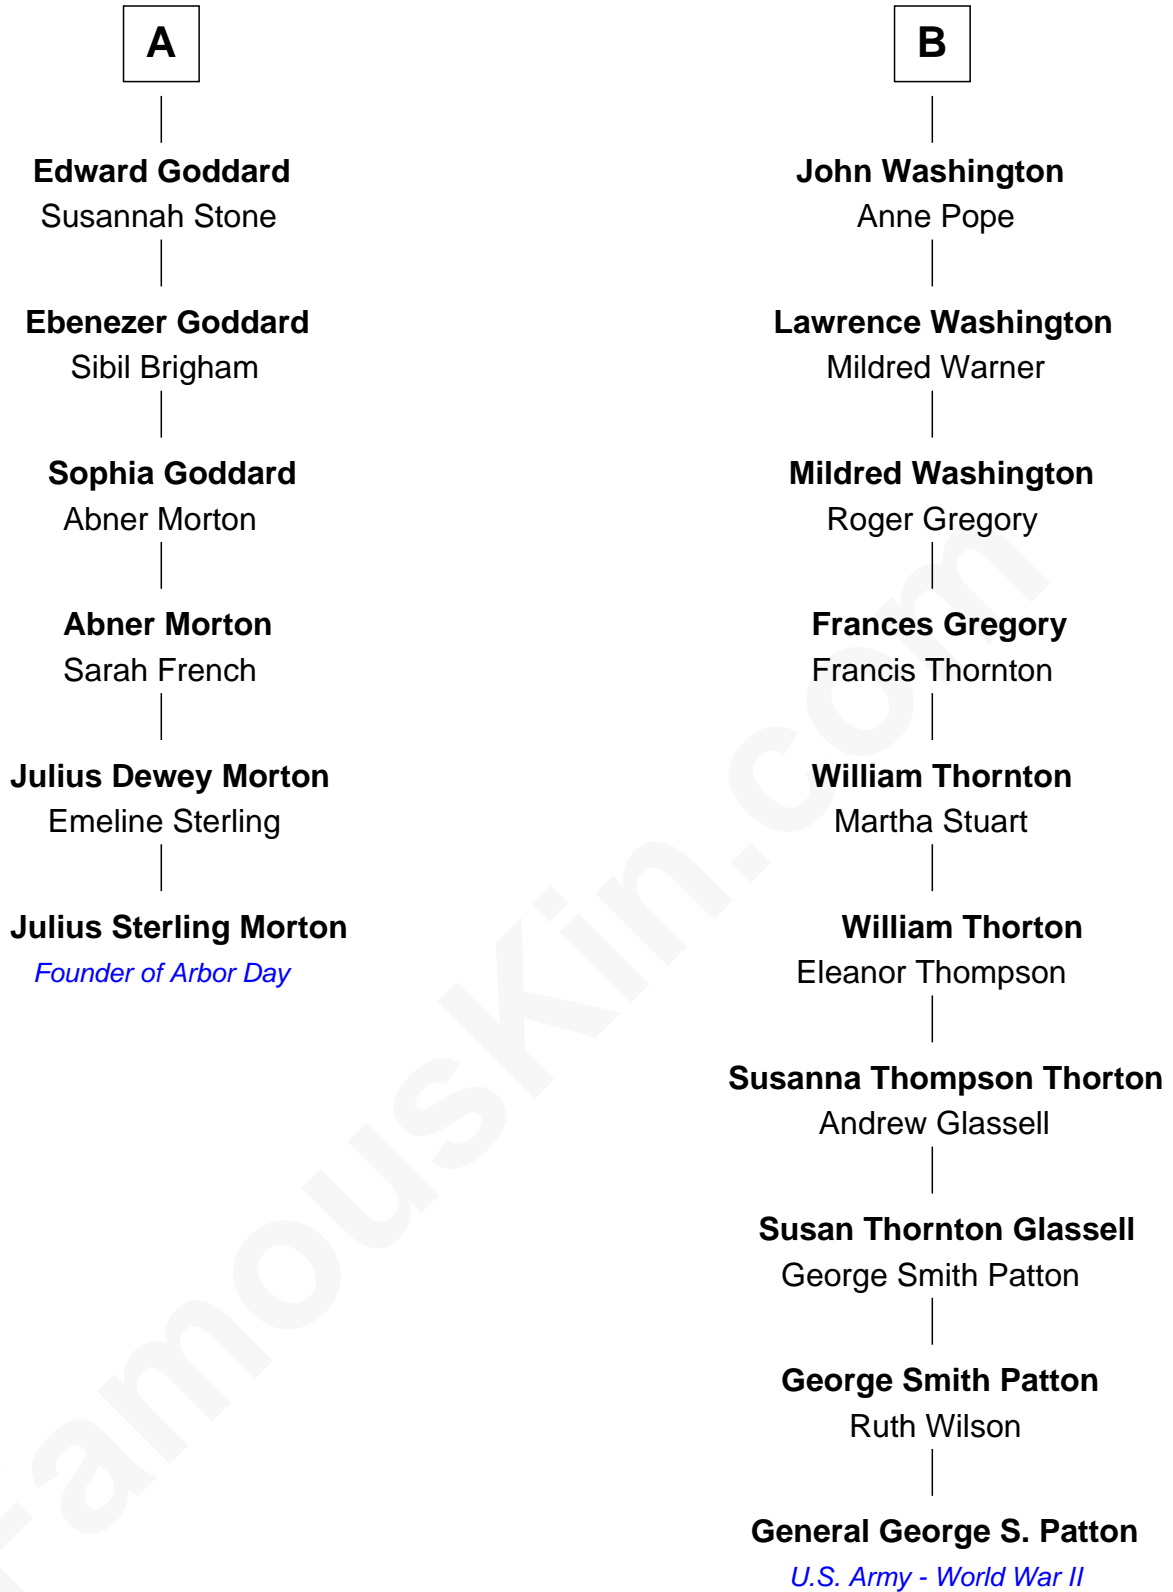 A
Edward Goddard
Susannah Stone
Ebenezer Goddard
Sibil Brigham
Sophia Goddard
Abner Morton
Abner Morton
Sarah French
Julius Dewey Morton
Emeline Sterling
Julius Sterling Morton
Founder of Arbor Day
B
John Washington
Anne Pope
Lawrence Washington
Mildred Warner
Mildred Washington
Roger Gregory
Frances Gregory
Francis Thornton
William Thornton
Martha Stuart
William Thorton
Eleanor Thompson
Susanna Thompson Thorton
Andrew Glassell
Susan Thornton Glassell
George Smith Patton
George Smith Patton
Ruth Wilson
General George S. Patton
U.S. Army - World War II
FamousKin.com